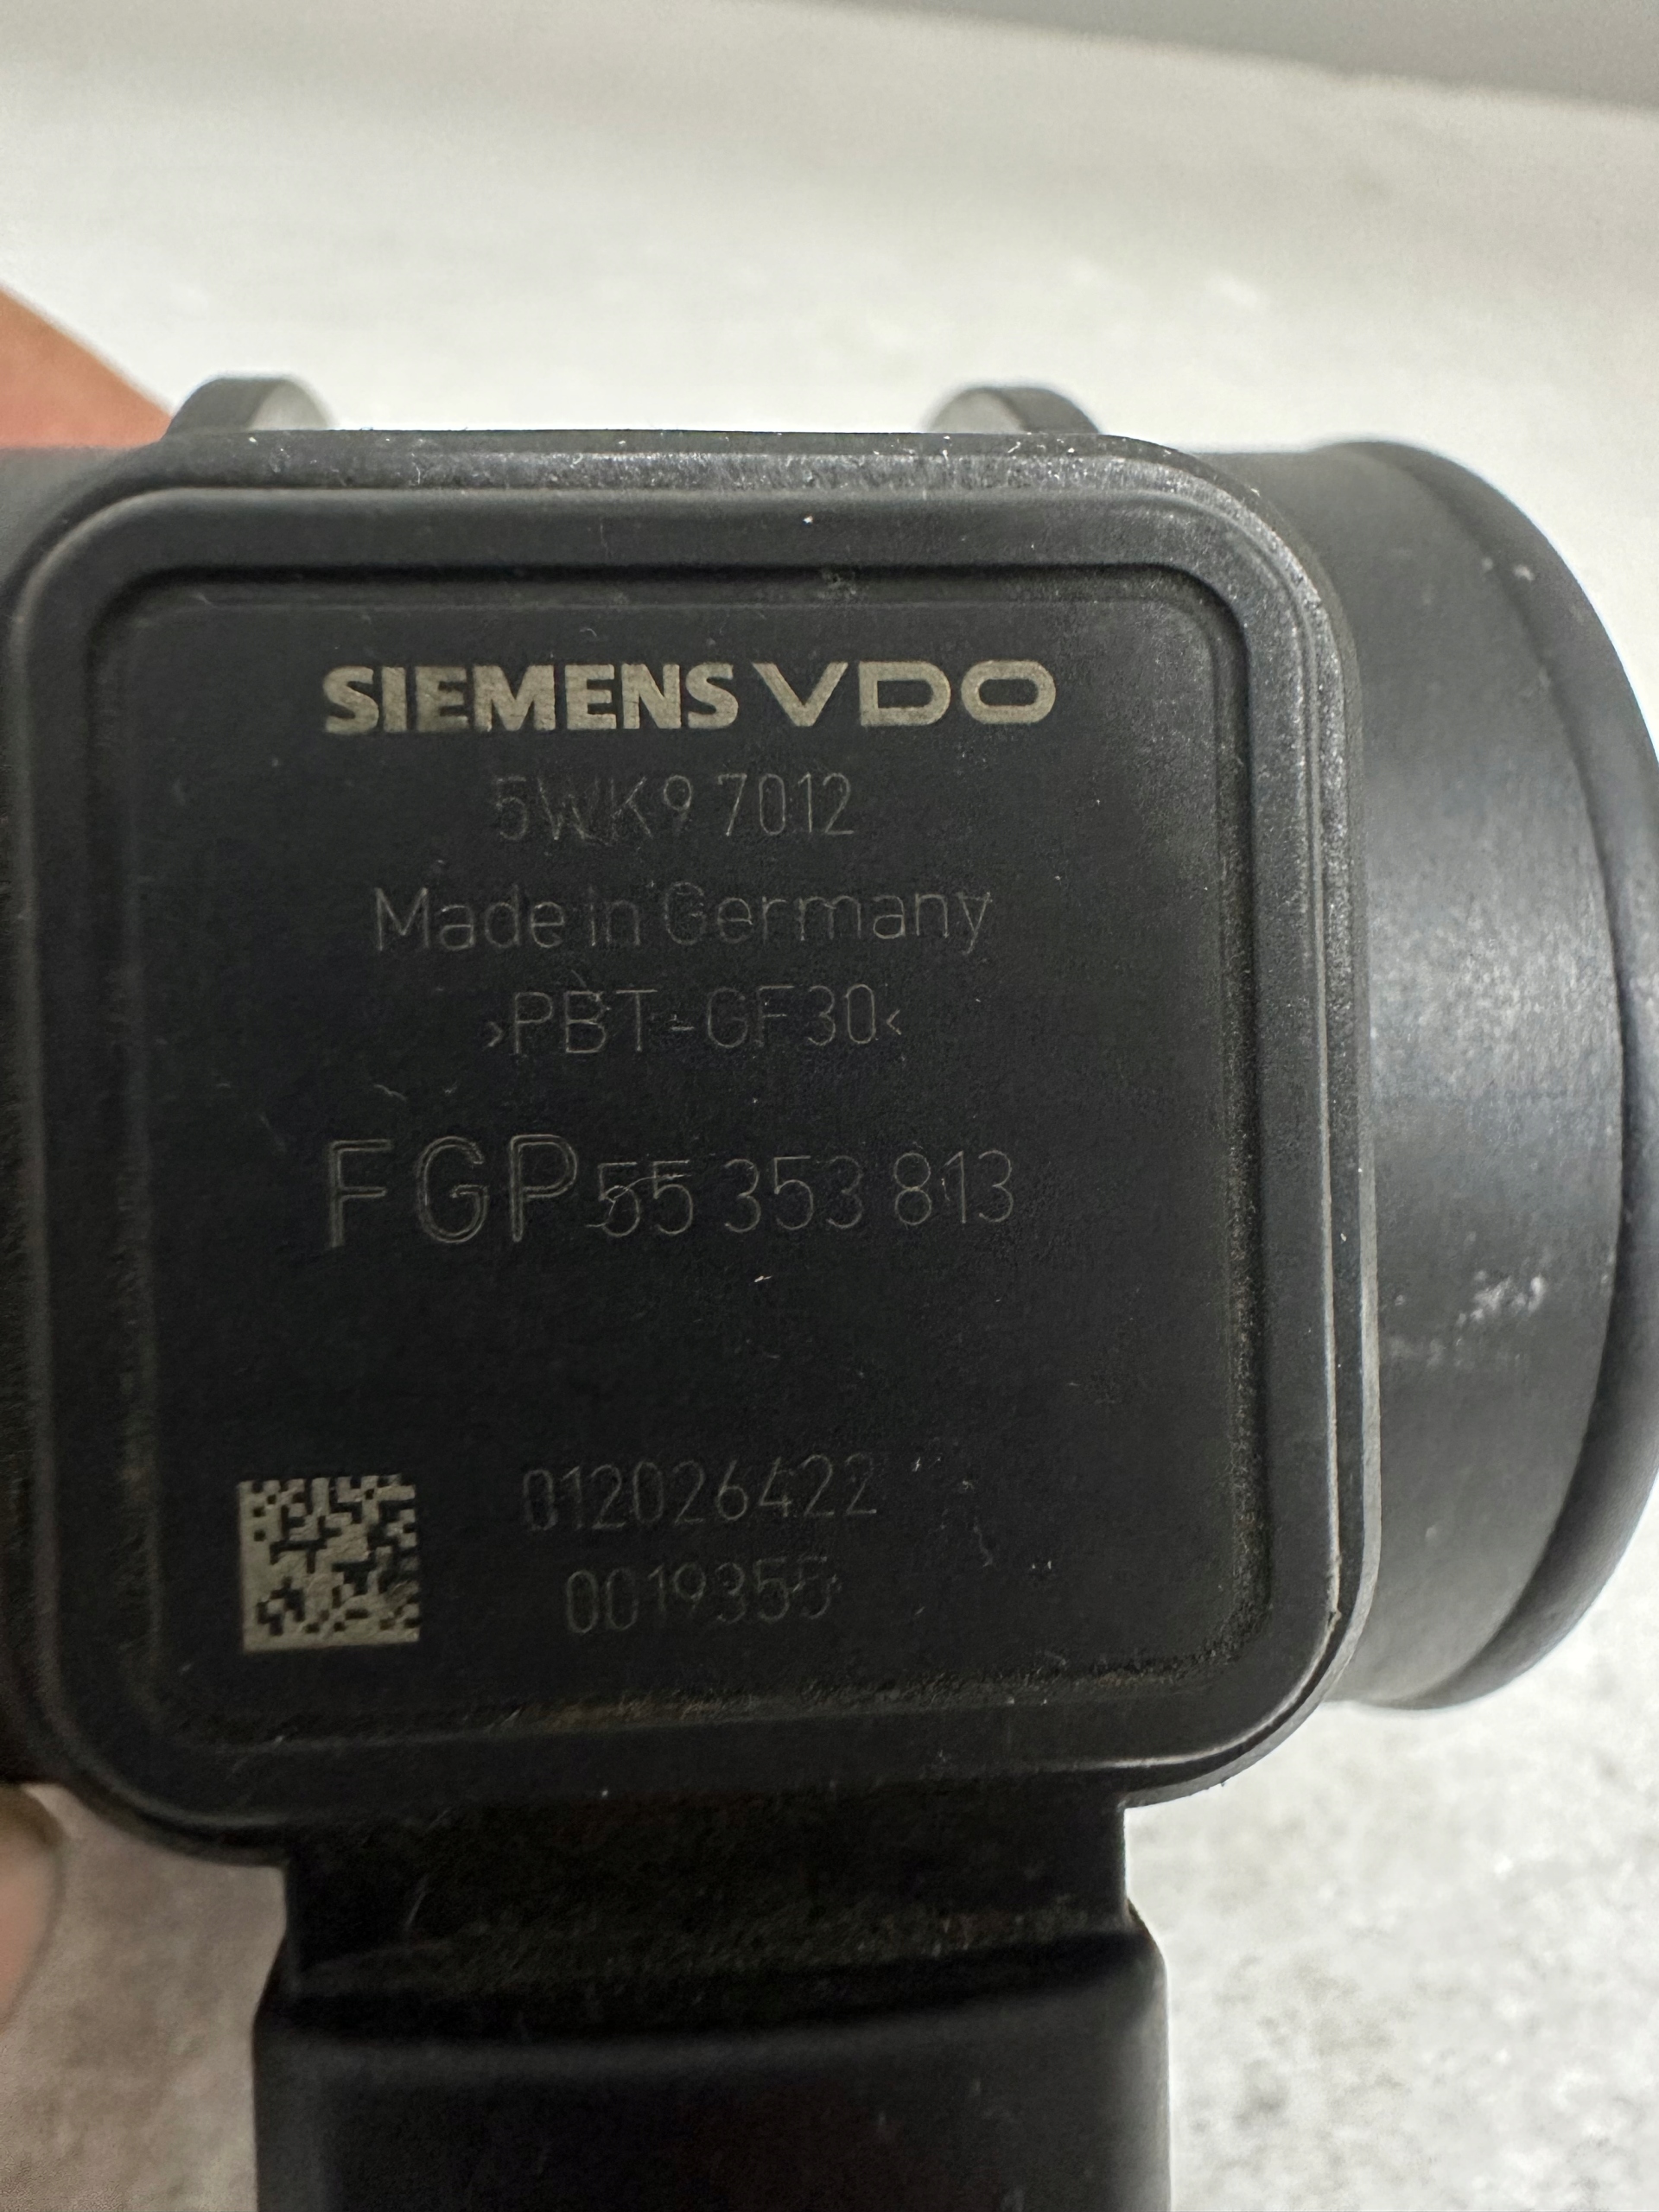 SIEMENS VDO
5WK9 7012
Made in Germany
>PBT-GF30<
FGP 55 353 813
012026422
0019355